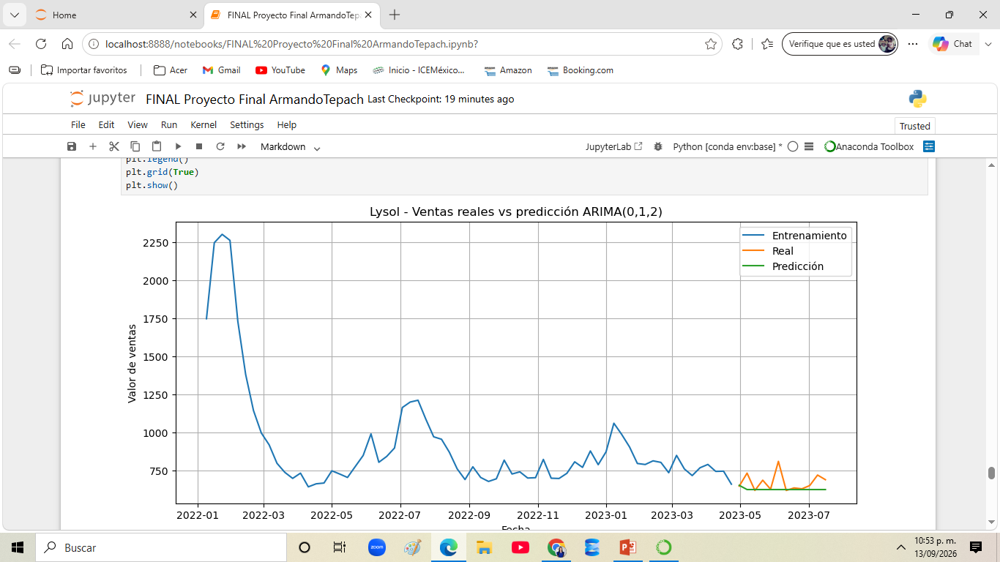 Home
FINAL Proyecto Final ArmandoTepa
localhost:8888/notebooks/FINAL%20Proyecto%20Final%20ArmandoTepach.ipynb?
Verifique que es usted
Chat
Importar favoritos
Acer
Gmail
YouTube
Maps
Inicio - ICEMéxico...
Amazon
Booking.com
jupyter
FINAL Proyecto Final ArmandoTepach Last Checkpoint: 19 minutes ago
File Edit View Run Kernel Settings Help
Trusted
Markdown
JupyterLab
Python [conda env:base] *
Anaconda Toolbox
plt.legend()
plt.grid(True)
plt.show()
Lysol - Ventas reales vs predicción ARIMA(0,1,2)
Entrenamiento
Real
Predicción
Valor de ventas
2250
2000
1750
1500
1250
1000
750
2022-01 2022-03 2022-05 2022-07 2022-09 2022-11 2023-01 2023-03 2023-05 2023-07
Fecha
Buscar
zoom
10:53 p. m.
13/09/2026